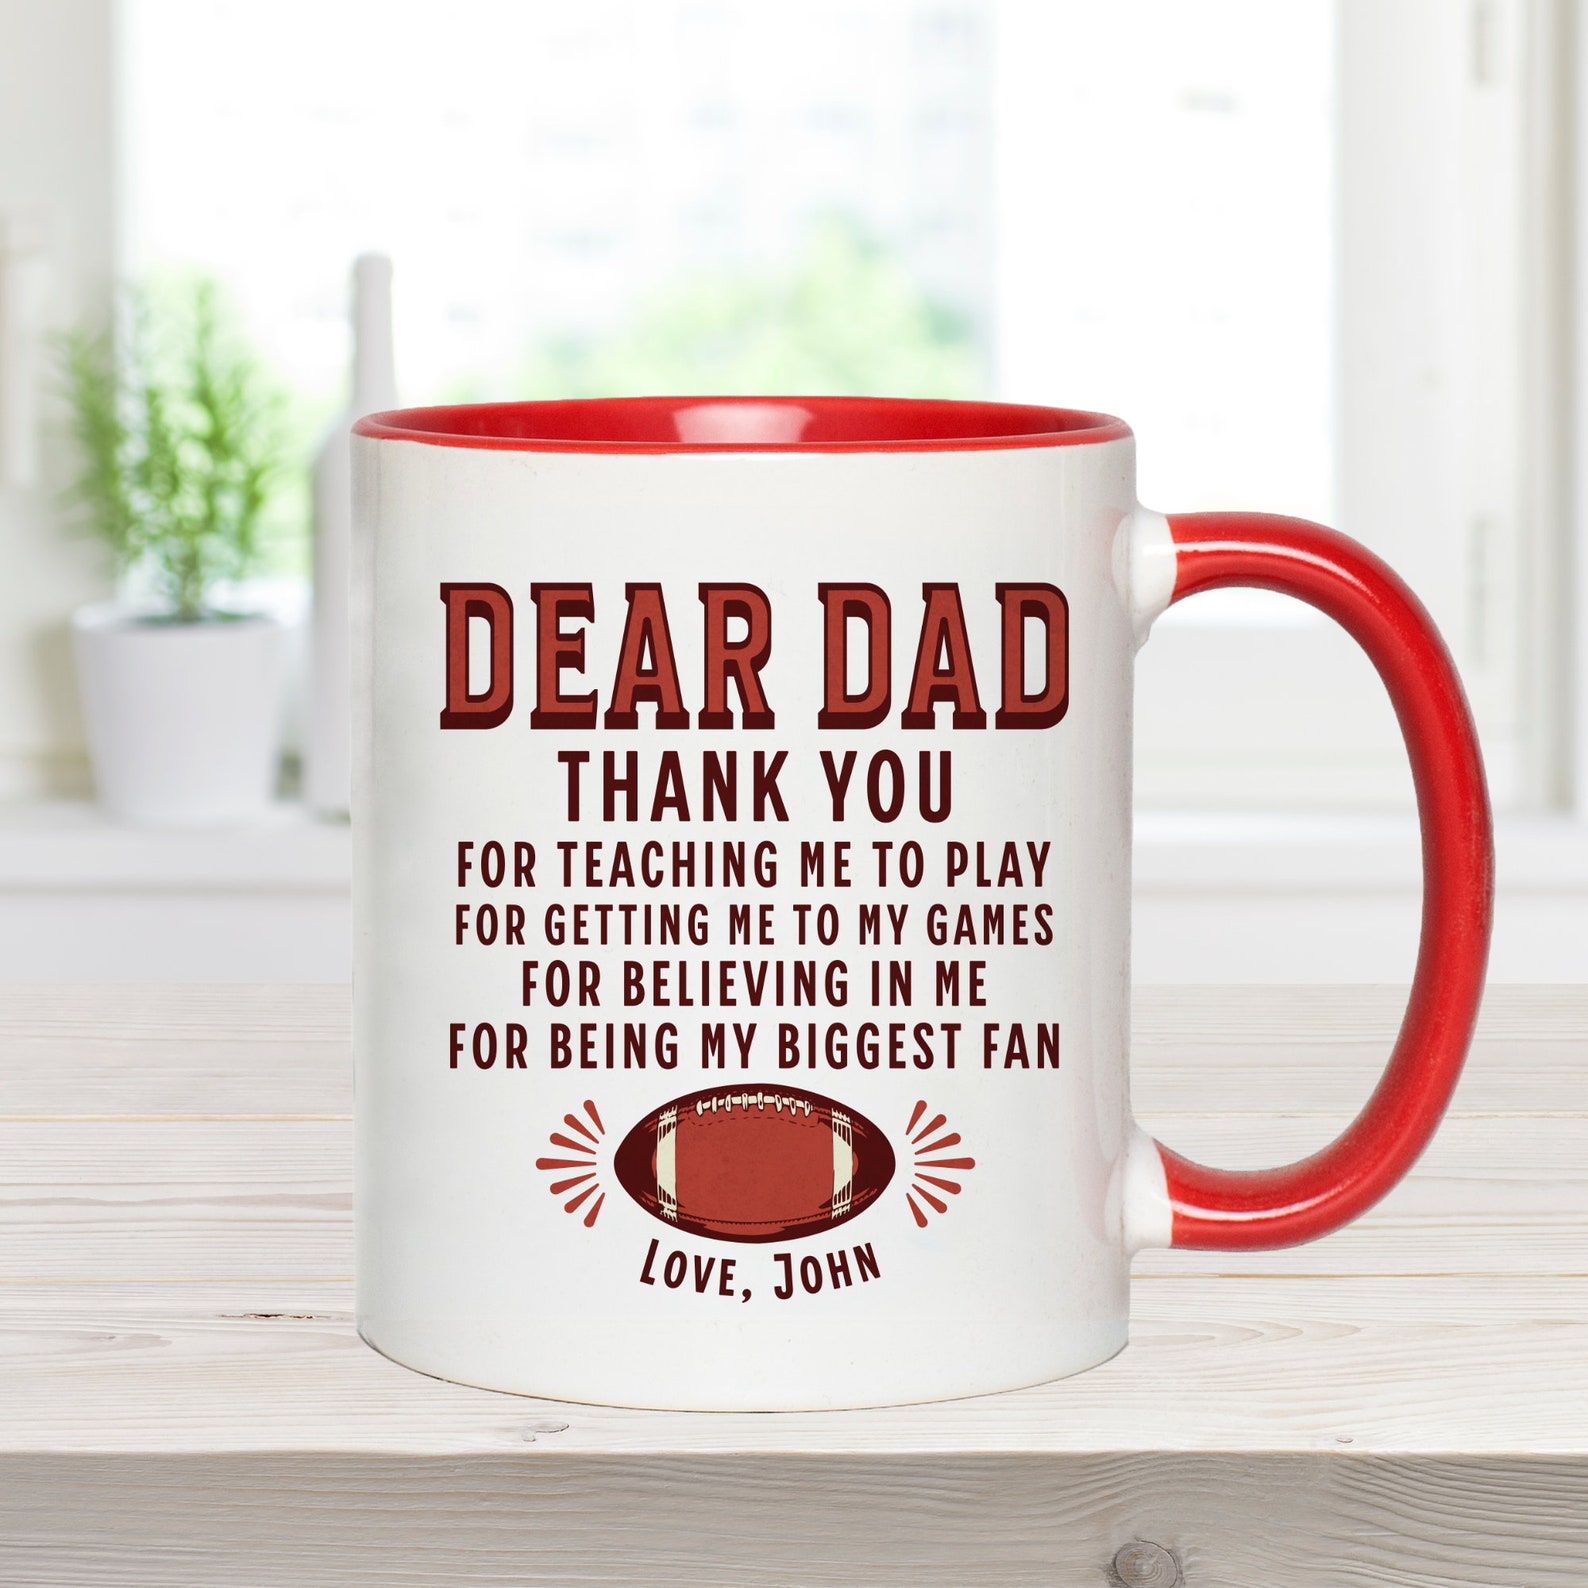 DEAR DAD
THANK YOU
FOR TEACHING ME TO PLAY
FOR GETTING ME TO MY GAMES
FOR BELIEVING IN ME
FOR BEING MY BIGGEST FAN
LOVE, JOHN